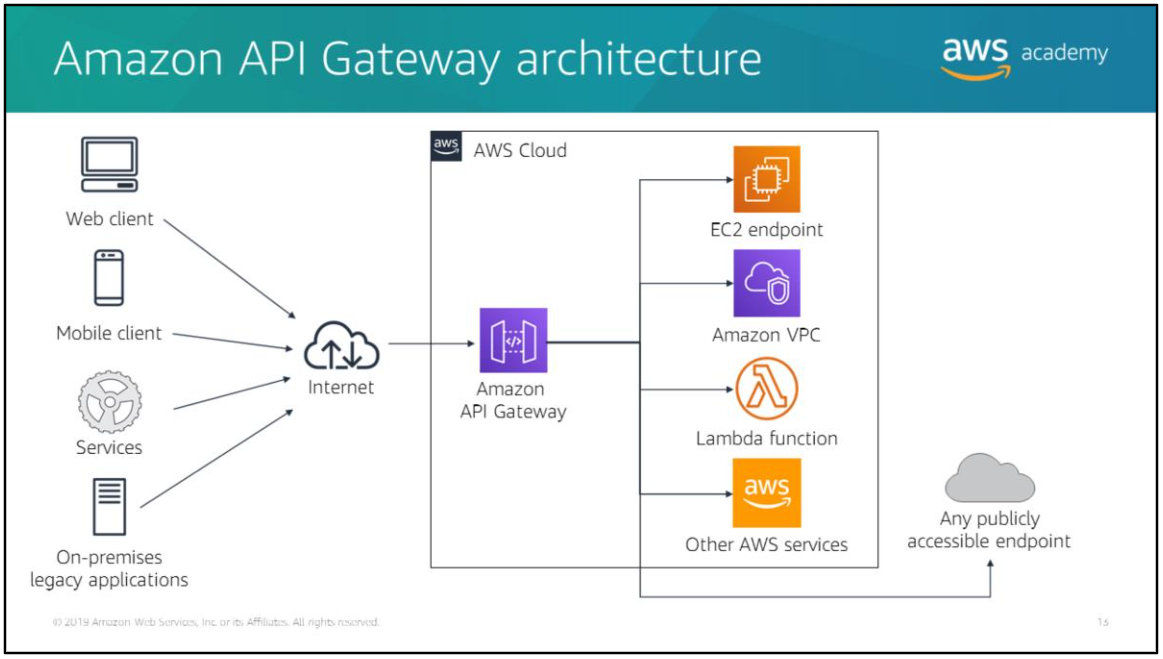 Amazon API Gateway architecture
aws academy
aws
AWS Cloud
Web client
Mobile client
Services
On-premises
legacy applications
Internet
</>
Amazon
API Gateway
EC2 endpoint
Amazon VPC
Lambda function
aws
Other AWS services
Any publicly
accessible endpoint
© 2019 Amazon Web Services, Inc. or its Affiliates. All rights reserved.
13